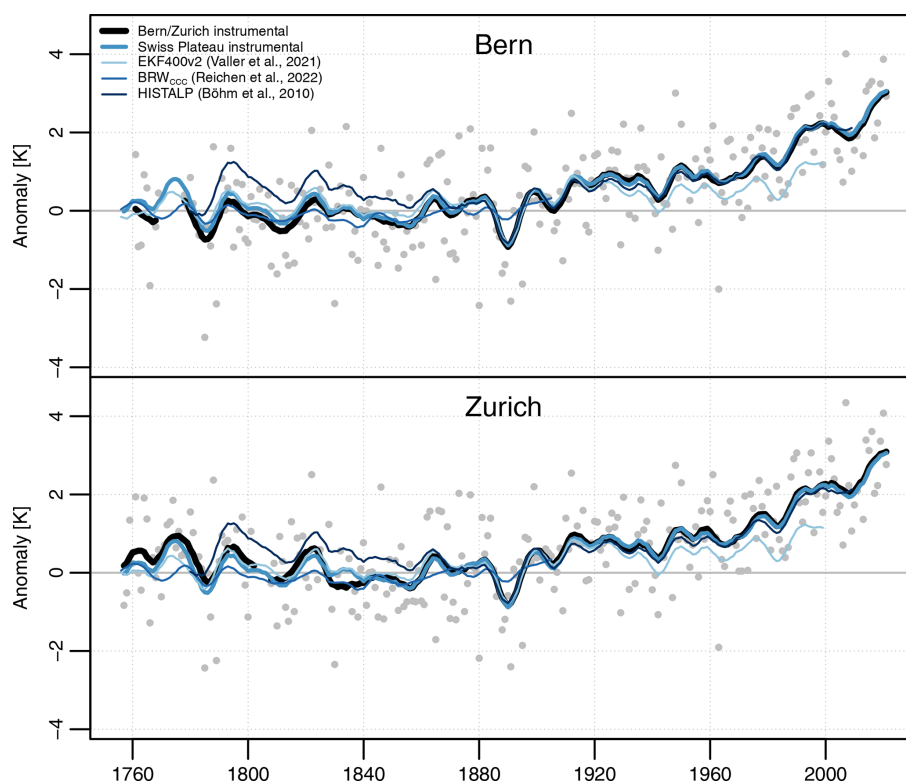 Bern
Bern/Zurich instrumental
Swiss Plateau instrumental
EKF400v2 (Valler et al., 2021)
BRWCCC (Reichen et al., 2022)
HISTALP (Böhm et al., 2010)
Anomaly [K]
4
2
0
−2
−4
Zurich
Anomaly [K]
4
2
0
−2
−4
1760 1800 1840 1880 1920 1960 2000